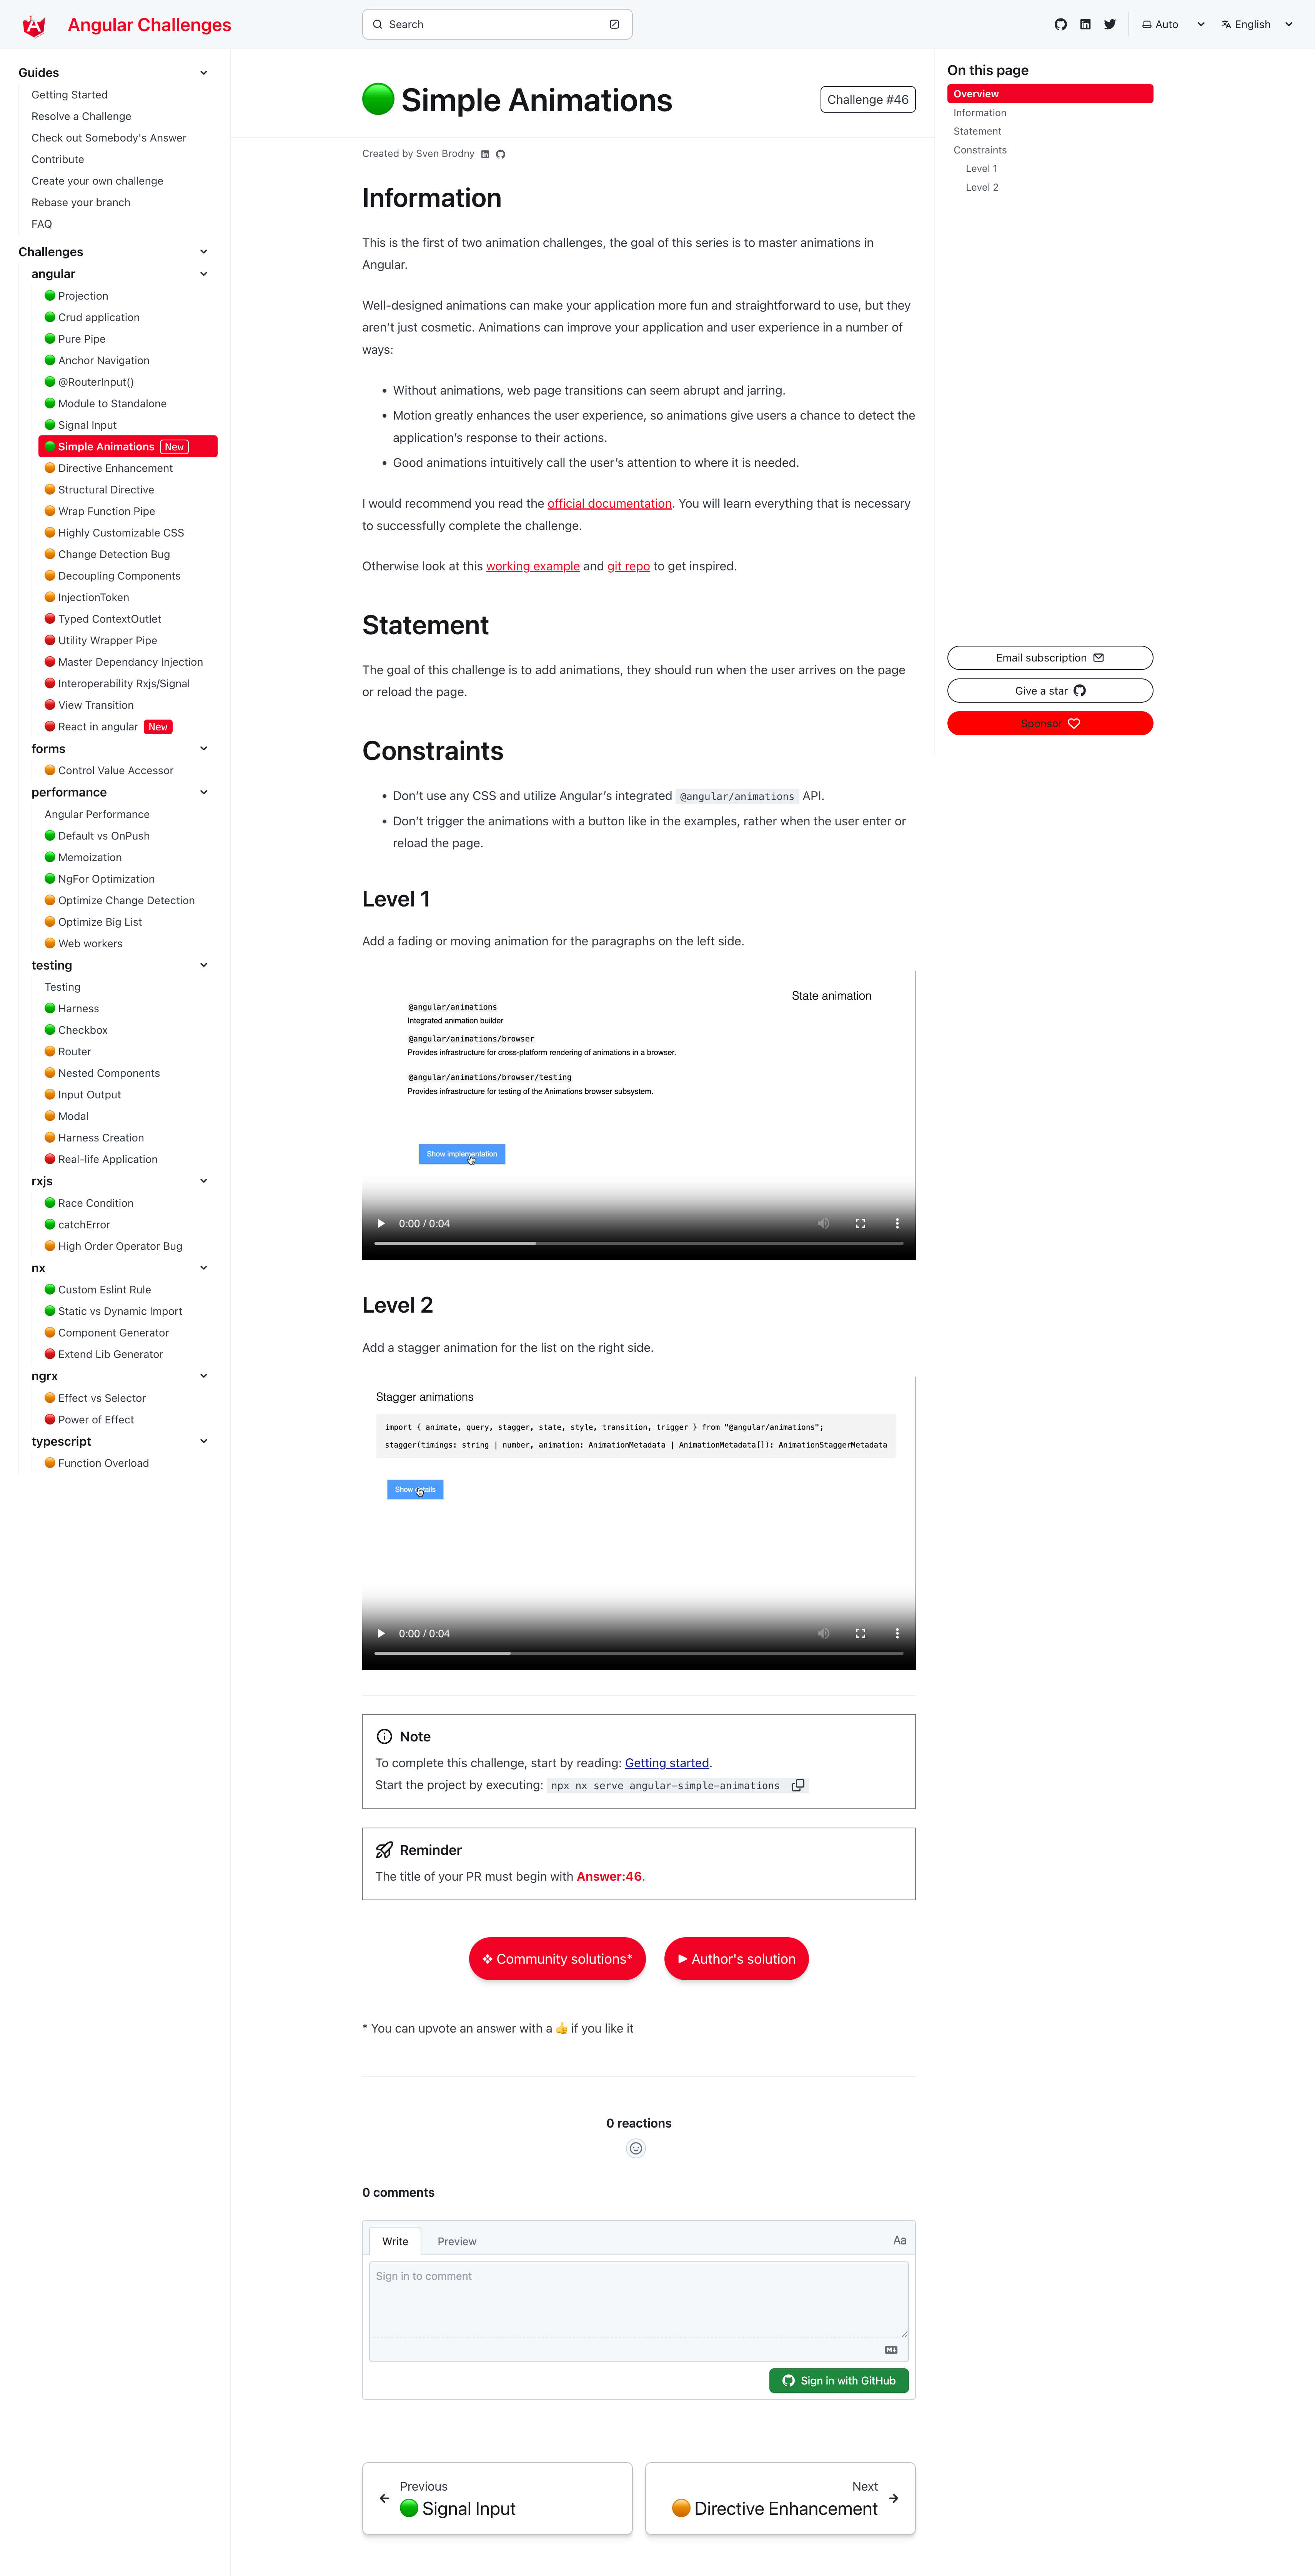 Angular Challenges
Search
Auto
English
Guides
Getting Started
Resolve a Challenge
Check out Somebody's Answer
Contribute
Create your own challenge
Rebase your branch
FAQ
Challenges
angular
Projection
Crud application
Pure Pipe
Anchor Navigation
@RouterInput()
Module to Standalone
Signal Input
Simple Animations New
Directive Enhancement
Structural Directive
Wrap Function Pipe
Highly Customizable CSS
Change Detection Bug
Decoupling Components
InjectionToken
Typed ContextOutlet
Utility Wrapper Pipe
Master Dependancy Injection
Interoperability Rxjs/Signal
View Transition
React in angular New
forms
Control Value Accessor
performance
Angular Performance
Default vs OnPush
Memoization
NgFor Optimization
Optimize Change Detection
Optimize Big List
Web workers
testing
Testing
Harness
Checkbox
Router
Nested Components
Input Output
Modal
Harness Creation
Real-life Application
rxjs
Race Condition
catchError
High Order Operator Bug
nx
Custom Eslint Rule
Static vs Dynamic Import
Component Generator
Extend Lib Generator
ngrx
Effect vs Selector
Power of Effect
typescript
Function Overload
Simple Animations
Challenge #46
Created by Sven Brodny
Information
This is the first of two animation challenges, the goal of this series is to master animations in
Angular.
Well-designed animations can make your application more fun and straightforward to use, but they
aren’t just cosmetic. Animations can improve your application and user experience in a number of
ways:
• Without animations, web page transitions can seem abrupt and jarring.
• Motion greatly enhances the user experience, so animations give users a chance to detect the
application’s response to their actions.
• Good animations intuitively call the user’s attention to where it is needed.
I would recommend you read the official documentation. You will learn everything that is necessary
to successfully complete the challenge.
Otherwise look at this working example and git repo to get inspired.
Statement
The goal of this challenge is to add animations, they should run when the user arrives on the page
or reload the page.
Constraints
• Don’t use any CSS and utilize Angular’s integrated @angular/animations API.
• Don’t trigger the animations with a button like in the examples, rather when the user enter or
reload the page.
Level 1
Add a fading or moving animation for the paragraphs on the left side.
State animation
@angular/animations
Integrated animation builder
@angular/animations/browser
Provides infrastructure for cross-platform rendering of animations in a browser.
@angular/animations/browser/testing
Provides infrastructure for testing of the Animations browser subsystem.
Show implementation
0:00 / 0:04
Level 2
Add a stagger animation for the list on the right side.
Stagger animations
import { animate, query, stagger, state, style, transition, trigger } from "@angular/animations";
stagger(timings: string | number, animation: AnimationMetadata | AnimationMetadata[]): AnimationStaggerMetadata
Show details
0:00 / 0:04
Note
To complete this challenge, start by reading: Getting started.
Start the project by executing: npx nx serve angular-simple-animations
Reminder
The title of your PR must begin with Answer:46.
❖ Community solutions*
▶ Author's solution
* You can upvote an answer with a 👍 if you like it
0 reactions
0 comments
Write
Preview
Aa
Sign in to comment
Sign in with GitHub
Previous
Signal Input
Next
Directive Enhancement
On this page
Overview
Information
Statement
Constraints
Level 1
Level 2
Email subscription
Give a star
Sponsor